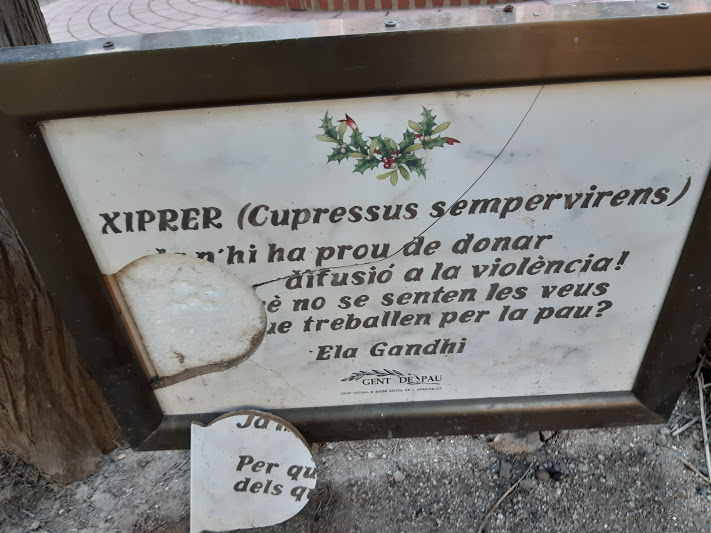 XIPRER (Cupressus sempervirens)
n'hi ha prou de donar
difusió a la violència!
è no se senten les veus
ue treballen per la pau?
Ela Gandhi
GENT DE PAU
Ja
Per qu
dels qu